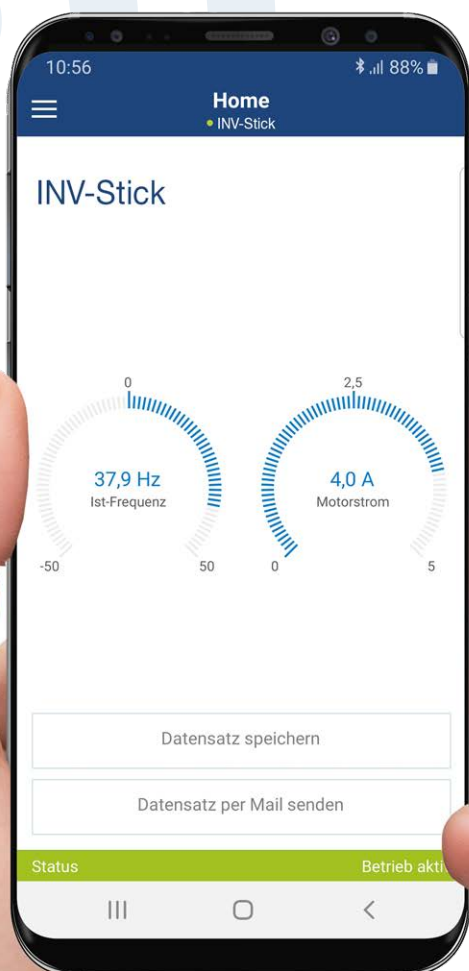 10:56
88%
Home
INV-Stick
INV-Stick
0
37,9 Hz
Ist-Frequenz
-50
50
2,5
4,0 A
Motorstrom
0
5
Datensatz speichern
Datensatz per Mail senden
Status
Betrieb